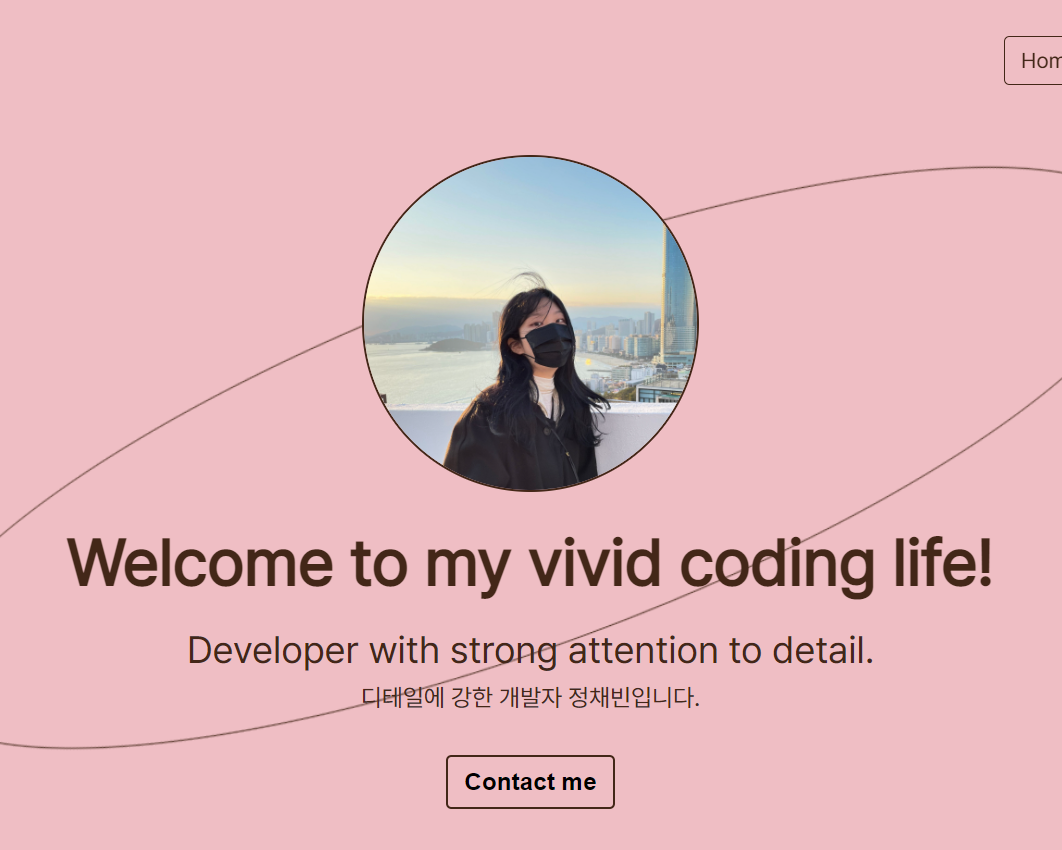 Hom
Welcome to my vivid coding life!
Developer with strong attention to detail.
디테일에 강한 개발자 정채빈입니다.
Contact me